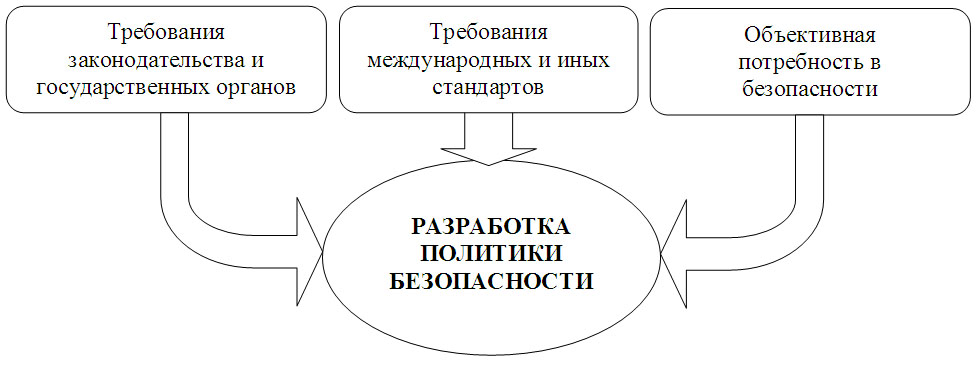 Требования
законодательства и
государственных органов
Требования
международных и иных
стандартов
Объективная
потребность в
безопасности
РАЗРАБОТКА
ПОЛИТИКИ
БЕЗОПАСНОСТИ